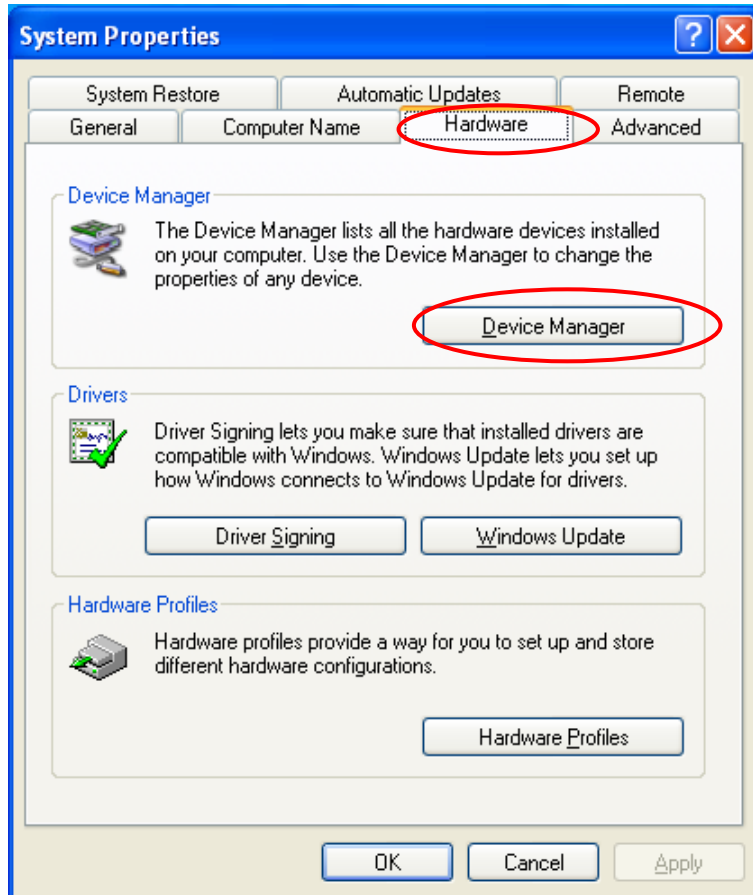 System Properties
System Restore
Automatic Updates
Remote
General
Computer Name
Hardware
Advanced
Device Manager
The Device Manager lists all the hardware devices installed
on your computer. Use the Device Manager to change the
properties of any device.
Device Manager
Drivers
Driver Signing lets you make sure that installed drivers are
compatible with Windows. Windows Update lets you set up
how Windows connects to Windows Update for drivers.
Driver Signing
Windows Update
Hardware Profiles
Hardware profiles provide a way for you to set up and store
different hardware configurations.
Hardware Profiles
OK
Cancel
Apply